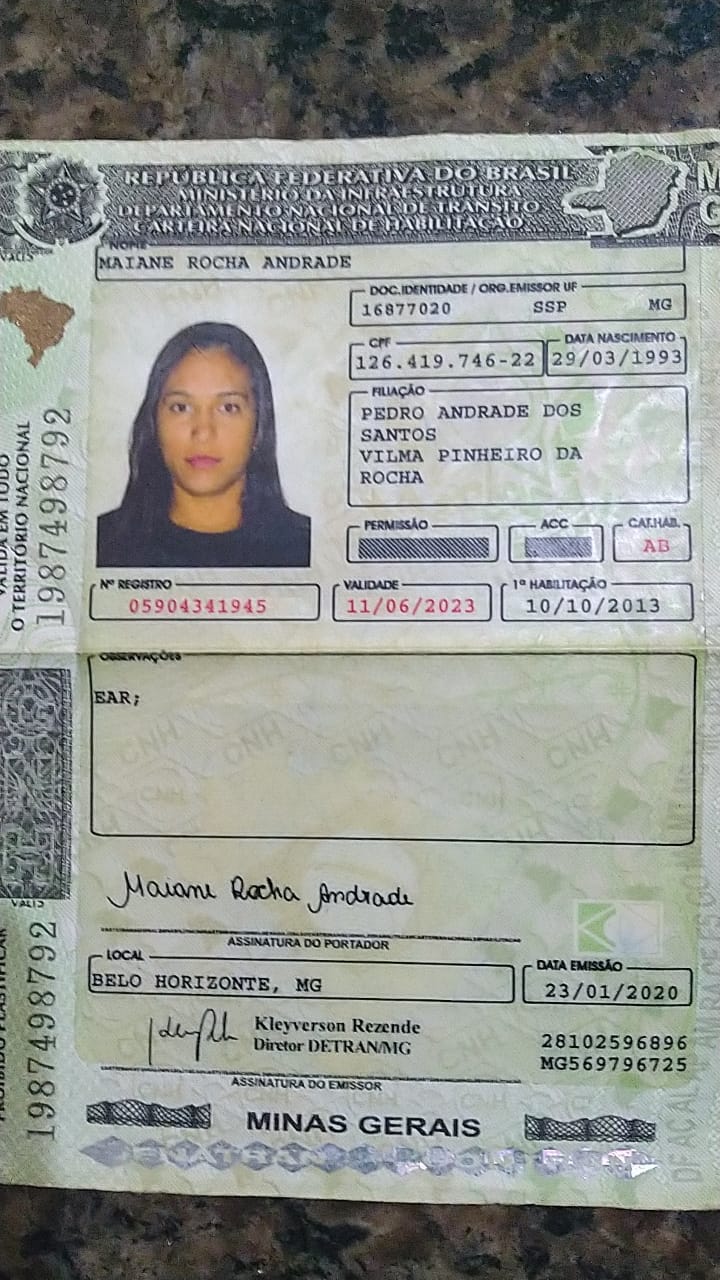 REPÚBLICA FEDERATIVA DO BRASIL
MINISTÉRIO DA INFRAESTRUTURA
DEPARTAMENTO NACIONAL DE TRÂNSITO
CARTEIRA NACIONAL DE HABILITAÇÃO
NOME
MAIANE ROCHA ANDRADE
DOC. IDENTIDADE / ORG. EMISSOR UF
16877020 SSP MG
CPF DATA NASCIMENTO
126.419.746-22 29/03/1993
FILIAÇÃO
PEDRO ANDRADE DOS
SANTOS
VILMA PINHEIRO DA
ROCHA
PERMISSÃO ACC CAT.HAB.
AB
Nº REGISTRO VALIDADE 1ª HABILITAÇÃO
05904341945 11/06/2023 10/10/2013
VÁLIDA EM TODO
O TERRITÓRIO NACIONAL
1987498792
OBSERVAÇÕES
EAR;
Maiane Rocha Andrade
ASSINATURA DO PORTADOR
LOCAL DATA EMISSÃO
BELO HORIZONTE, MG 23/01/2020
Kleyverson Rezende
Diretor DETRAN/MG
28102596896
MG569796725
ASSINATURA DO EMISSOR
PROIBIDO PLASTIFICAR
1987498792
MINAS GERAIS